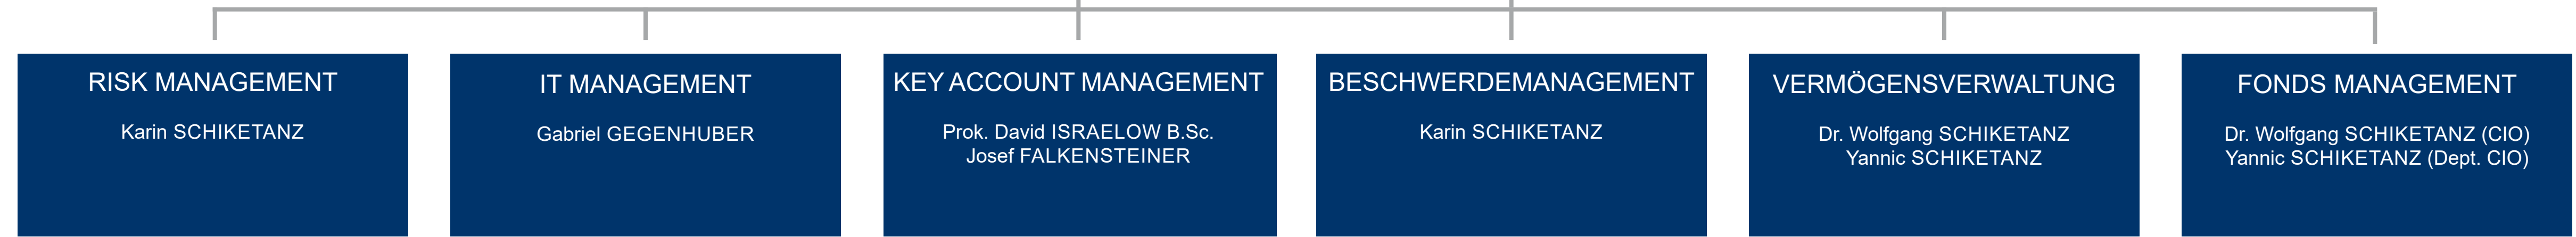 RISK MANAGEMENT
Karin SCHIKETANZ
IT MANAGEMENT
Gabriel GEGENHUBER
KEY ACCOUNT MANAGEMENT
Prok. David ISRAELOW B.Sc.
Josef FALKENSTEINER
BESCHWERDEMANAGEMENT
Karin SCHIKETANZ
VERMÖGENSVERWALTUNG
Dr. Wolfgang SCHIKETANZ
Yannic SCHIKETANZ
FONDS MANAGEMENT
Dr. Wolfgang SCHIKETANZ (CIO)
Yannic SCHIKETANZ (Dept. CIO)